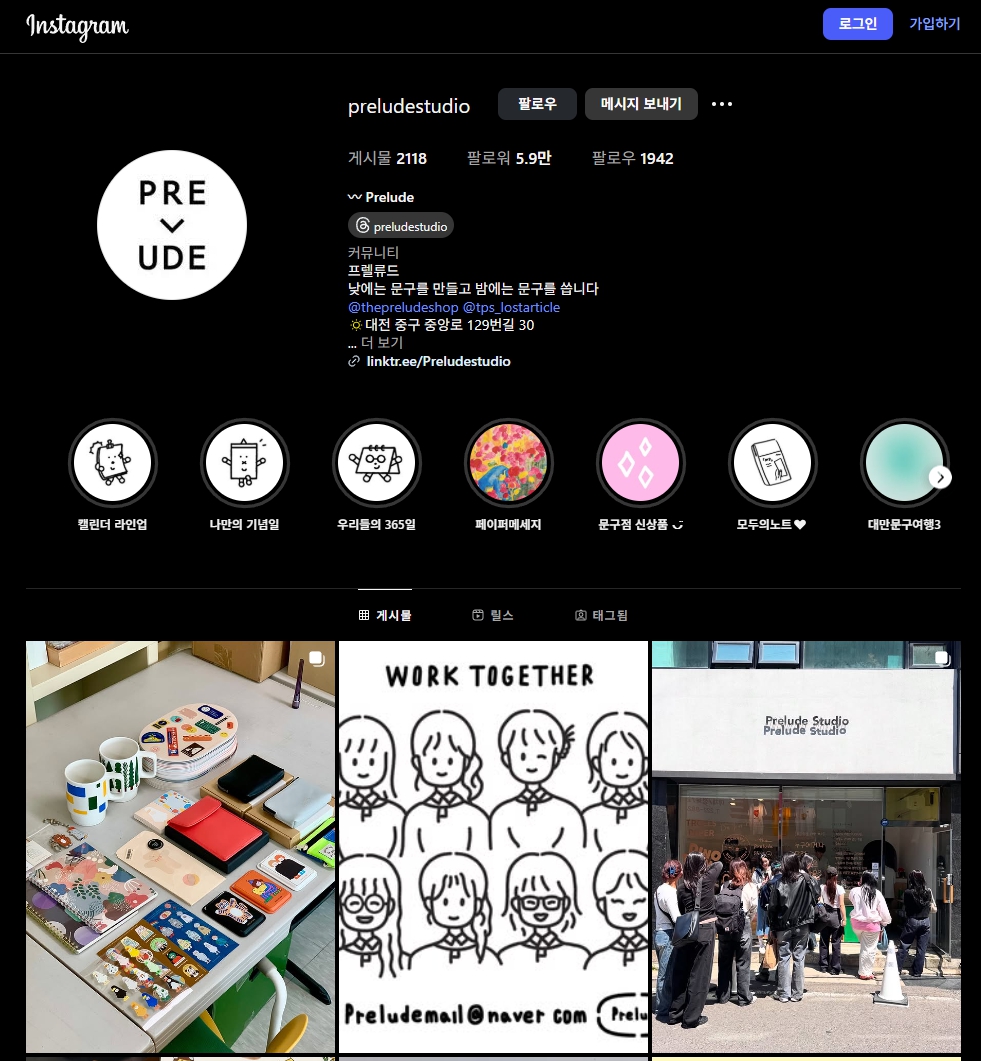 Instagram
로그인
가입하기
preludestudio
팔로우
메시지 보내기
게시물 2118
팔로워 5.9만
팔로우 1942
Prelude
preludestudio
커뮤니티
프렐류드
낮에는 문구를 만들고 밤에는 문구를 씁니다
@thepreludeshop @tps_lostarticle
대전 중구 중앙로 129번길 30
... 더 보기
linktr.ee/Preludestudio
PRE
UDE
캘린더 라인업
나만의 기념일
우리들의 365일
페이퍼메세지
문구점 신상품
모두의노트
대만문구여행3
게시물
릴스
태그됨
WORK TOGETHER
Preludemail@naver com
Prelu
Prelude Studio
Prelude Studio